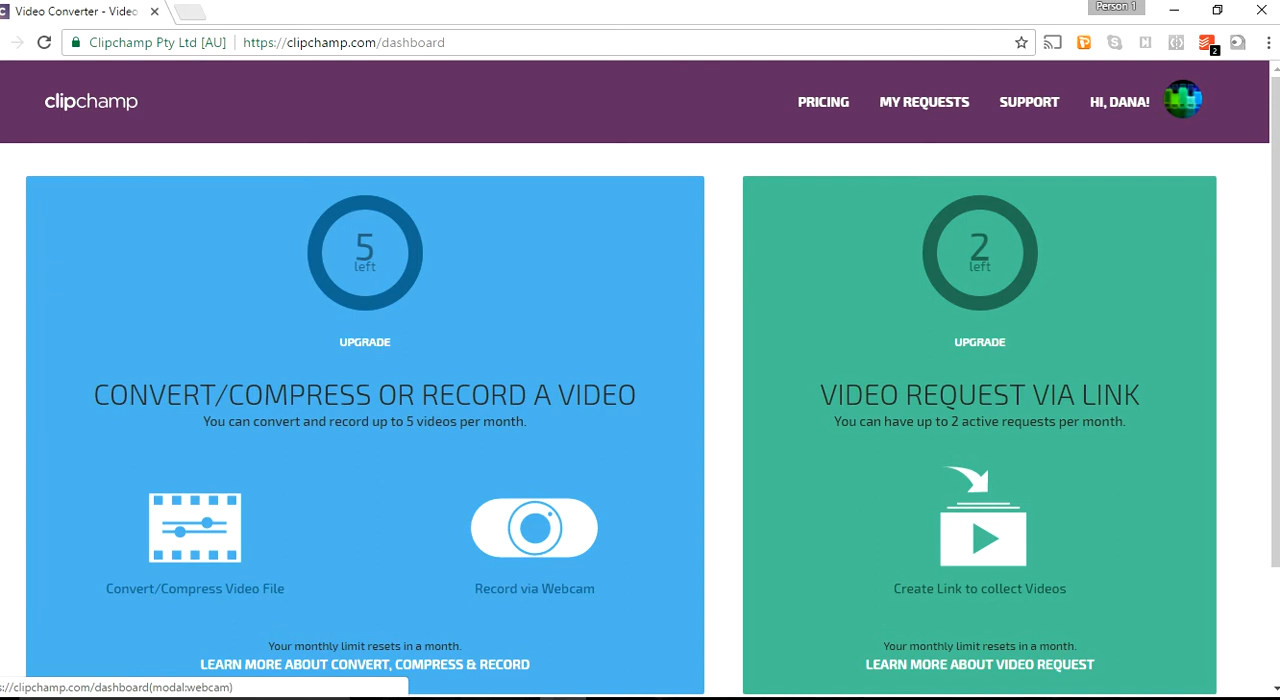 Video Converter - Video
Person 1
Clipchamp Pty Ltd [AU]
https://clipchamp.com/dashboard
2
clipchamp
PRICING
MY REQUESTS
SUPPORT
HI, DANA!
5
left
UPGRADE
CONVERT/COMPRESS OR RECORD A VIDEO
You can convert and record up to 5 videos per month.
Convert/Compress Video File
Record via Webcam
Your monthly limit resets in a month.
LEARN MORE ABOUT CONVERT, COMPRESS & RECORD
2
left
UPGRADE
VIDEO REQUEST VIA LINK
You can have up to 2 active requests per month.
Create Link to collect Videos
Your monthly limit resets in a month.
LEARN MORE ABOUT VIDEO REQUEST
s://clipchamp.com/dashboard(modal:webcam)